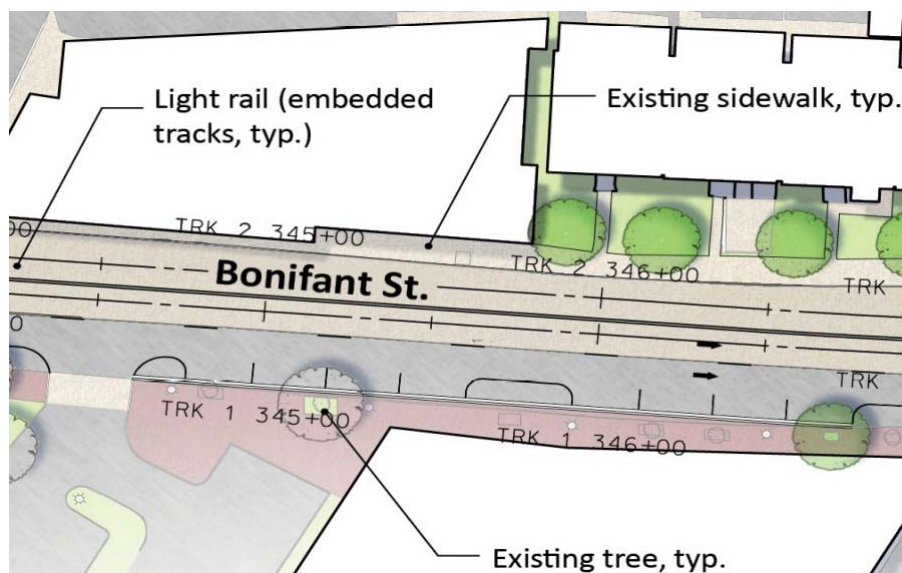 Light rail (embedded
tracks, typ.)
Existing sidewalk, typ.
TRK 2 345+00
TRK 2 346+00
TRK
Bonifant St.
TRK
TRK 1 345+00
TRK 1 346+00
Existing tree, typ.